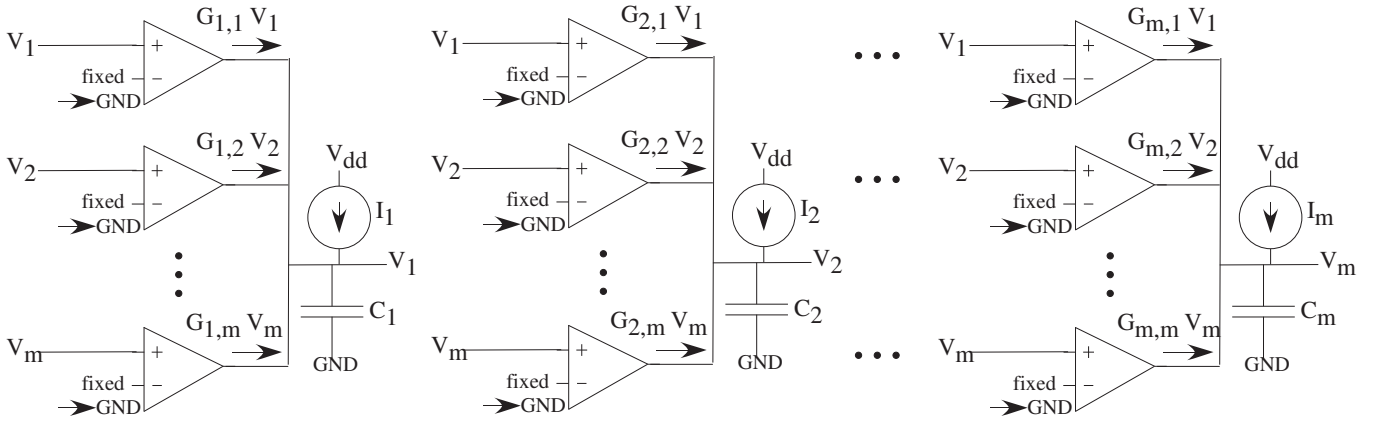 G1,1 V1
V1
+
fixed
−
GND
G1,2 V2
V2
+
fixed
−
GND
Vdd
I1
V1
C1
GND
G1,m Vm
Vm
+
fixed
−
GND
G2,1 V1
V1
+
fixed
−
GND
G2,2 V2
V2
+
fixed
−
GND
Vdd
I2
V2
C2
GND
G2,m Vm
Vm
+
fixed
−
GND
Gm,1 V1
V1
+
fixed
−
GND
Gm,2 V2
V2
+
fixed
−
GND
Vdd
Im
Vm
Cm
GND
Gm,m Vm
Vm
+
fixed
−
GND